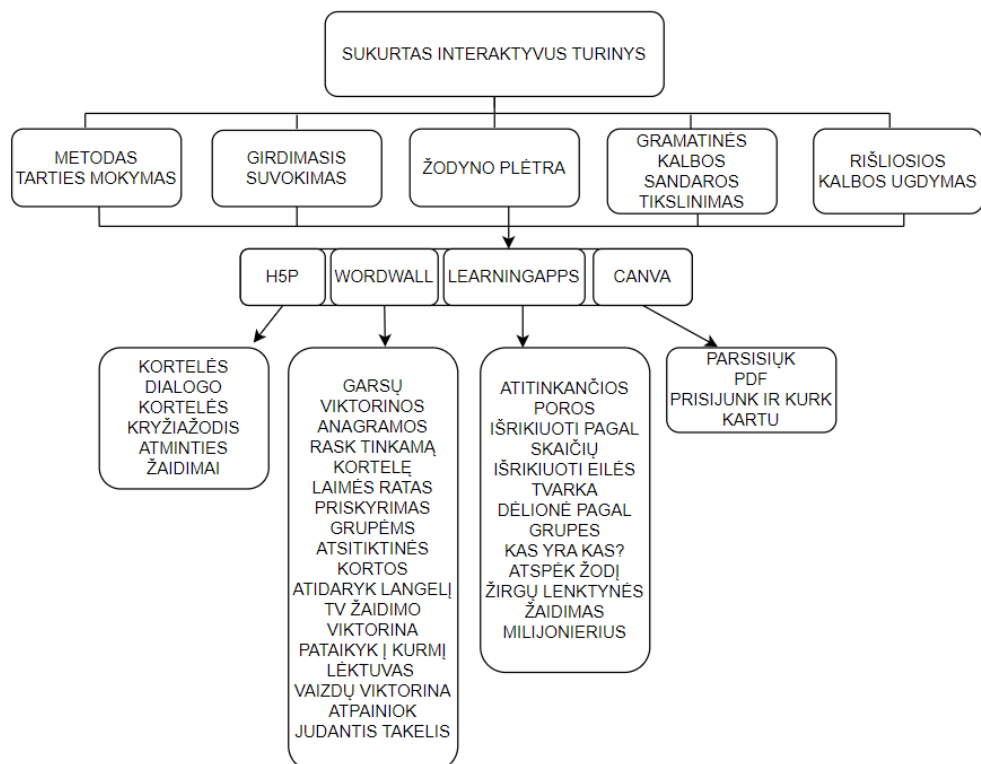 SUKURTAS INTERAKTYVUS TURINYS
METODAS
TARTIES MOKYMAS
GIRDIMASIS
SUVOKIMAS
ŽODYNO PLĖTRA
GRAMATINĖS
KALBOS
SANDAROS
TIKSLINIMAS
RIŠLIOSIOS
KALBOS UGDYMAS
H5P
WORDWALL
LEARNINGAPPS
CANVA
KORTELĖS
DIALOGO
KORTELĖS
KRYŽIAŽODIS
ATMINTIES
ŽAIDIMAI
GARSŲ
VIKTORINOS
ANAGRAMOS
RASK TINKAMĄ
KORTELĘ
LAIMĖS RATAS
PRISKYRIMAS
GRUPĖMS
ATSITIKTINĖS
KORTOS
ATIDARYK LANGELĮ
TV ŽAIDIMO
VIKTORINA
PATAIKYK Į KURMĮ
LĖKTUVAS
VAIZDŲ VIKTORINA
ATPAINIOK
JUDANTIS TAKELIS
ATITINKANČIOS
POROS
IŠRIKIUOTI PAGAL
SKAIČIŲ
IŠRIKIUOTI EILĖS
TVARKA
DĖLIONĖ PAGAL
GRUPES
KAS YRA KAS?
ATSPĖK ŽODĮ
ŽIRGŲ LENKTYNĖS
ŽAIDIMAS
MILIJONIERIUS
PARSISIŲK
PDF
PRISIJUNK IR KURK
KARTU